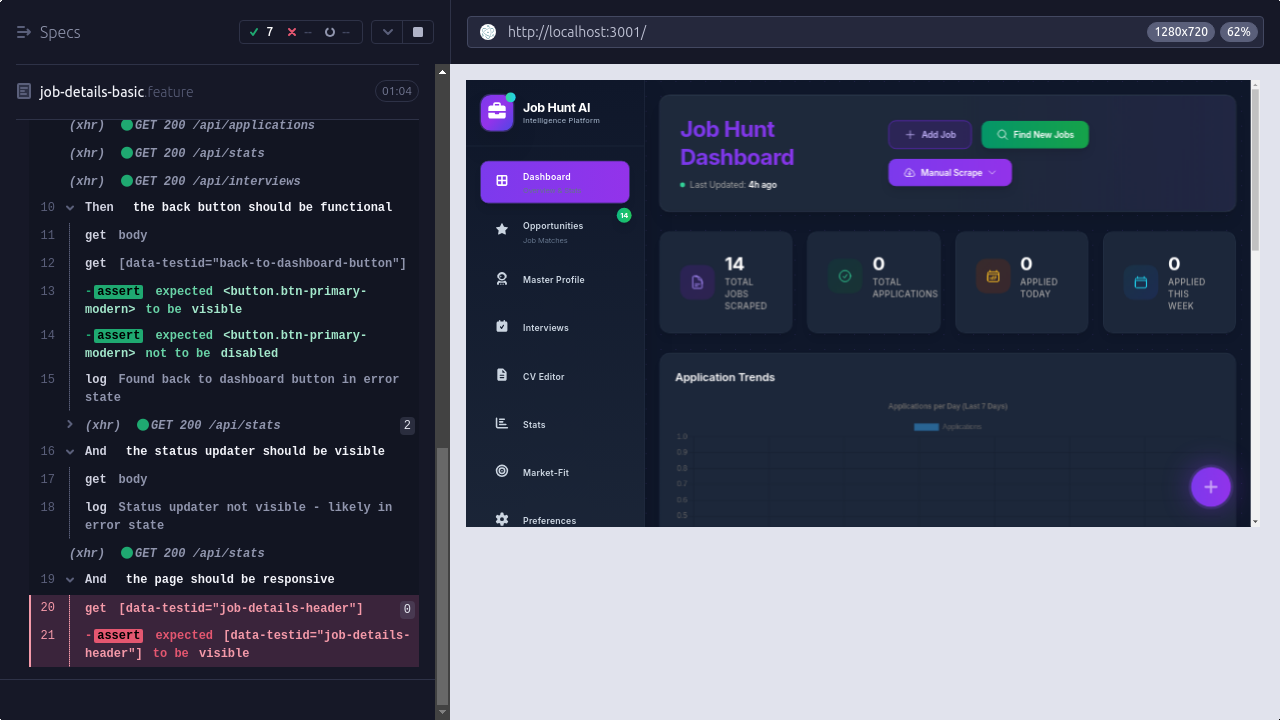 Specs
7
--
--
job-details-basic.feature
01:04
(xhr) GET 200 /api/applications
(xhr) GET 200 /api/stats
(xhr) GET 200 /api/interviews
10 Then the back button should be functional
11 get body
12 get [data-testid="back-to-dashboard-button"]
13 -assert expected <button.btn-primary-
modern> to be visible
14 -assert expected <button.btn-primary-
modern> not to be disabled
15 log Found back to dashboard button in error
state
(xhr) GET 200 /api/stats 2
16 And the status updater should be visible
17 get body
18 log Status updater not visible - likely in
error state
(xhr) GET 200 /api/stats
19 And the page should be responsive
20 get [data-testid="job-details-header"] 0
21 -assert expected [data-testid="job-details-
header"] to be visible
http://localhost:3001/
1280x720
62%
Job Hunt AI
Intelligence Platform
Dashboard
14
Opportunities
Job Matches
Master Profile
Interviews
CV Editor
Stats
Market-Fit
Preferences
Job Hunt
Dashboard
Last Updated: 4h ago
Add Job
Find New Jobs
Manual Scrape
14
TOTAL
JOBS
SCRAPED
0
TOTAL
APPLICATIONS
0
APPLIED
TODAY
0
APPLIED
THIS
WEEK
Application Trends
Applications per Day (Last 7 Days)
Applications
1.0
0.9
0.8
0.7
0.6
0.5